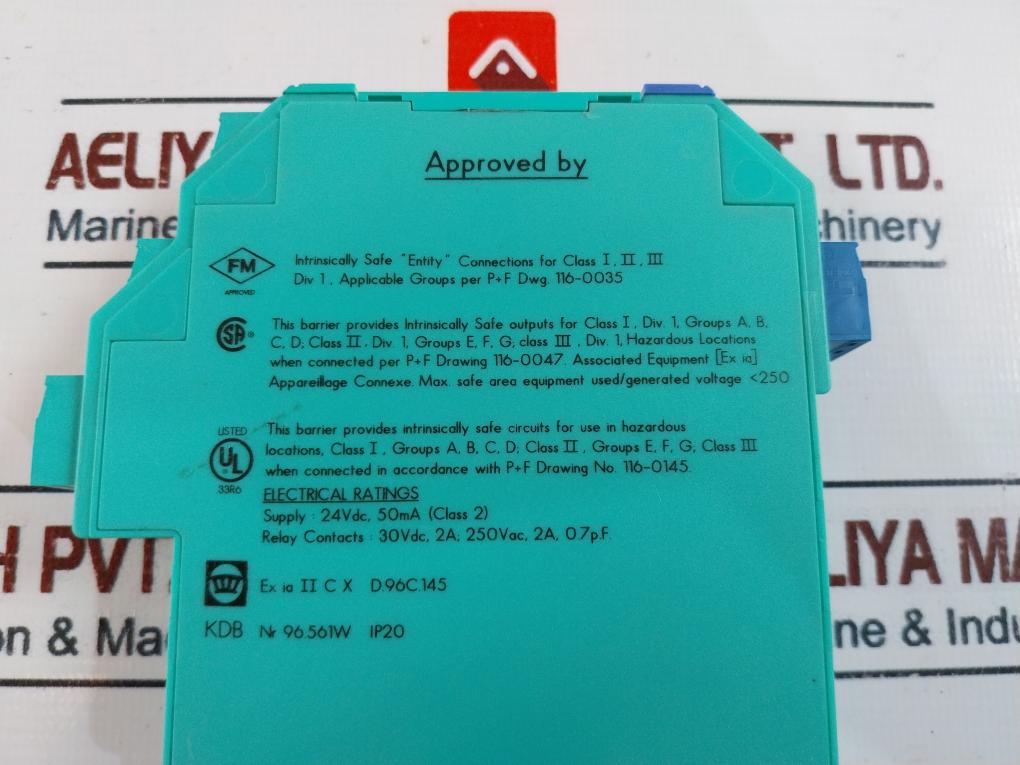 AELIY T. LTD.
Marine chinery
Approved by
FM
APPROVED
Intrinsically Safe "Entity" Connections for Class I, II, III
Div 1, Applicable Groups per P+F Dwg. 116-0035
SA ®
This barrier provides Intrinsically Safe outputs for Class I, Div. 1, Groups A, B,
C, D; Class II, Div. 1, Groups E, F, G; class III, Div. 1, Hazardous Locations
when connected per P+F Drawing 116-0047. Associated Equipment [Ex ia]
Appareillage Connexe. Max. safe area equipment used/generated voltage <250
LISTED
UL ®
33R6
This barrier provides intrinsically safe circuits for use in hazardous
locations, Class I, Groups A, B, C, D; Class II, Groups E, F, G; Class III
when connected in accordance with P+F Drawing No. 116-0145.
ELECTRICAL RATINGS
Supply : 24Vdc, 50mA (Class 2)
Relay Contacts : 30Vdc, 2A; 250Vac, 2A, 0.7p.F.
H PVT LIYA MA
Ex ia II C X D.96C.145
KDB Nr 96.561W IP20
on & Mac ne & Indu